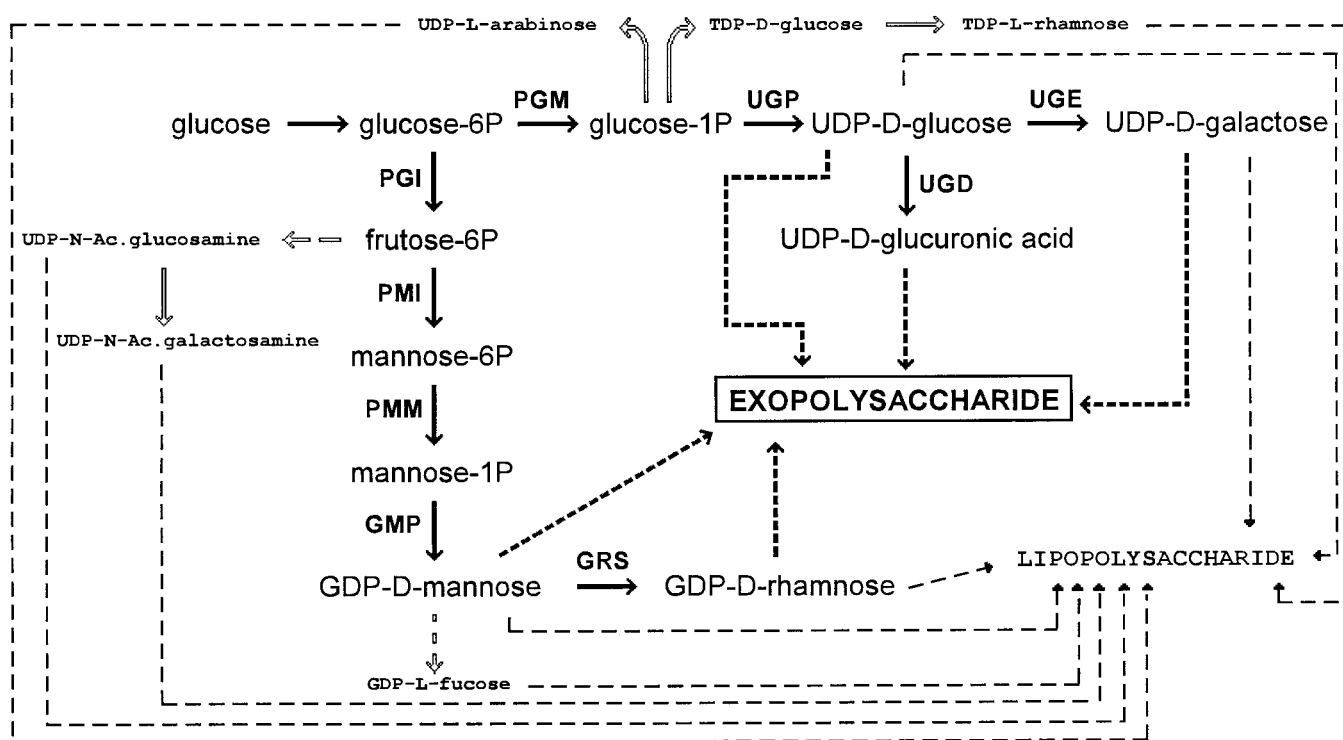 UDP-L-arabinose TDP-D-glucose TDP-L-rhamnose
PGM UGP UGE
glucose glucose-6P glucose-1P UDP-D-glucose UDP-D-galactose
PGI UGD
UDP-N-Ac.glucosamine frutose-6P UDP-D-glucuronic acid
PMI
UDP-N-Ac.galactosamine
mannose-6P
PMM EXOPOLYSACCHARIDE
mannose-1P
GMP
GRS LIPOPOLYSACCHARIDE
GDP-D-mannose GDP-D-rhamnose
GDP-L-fucose